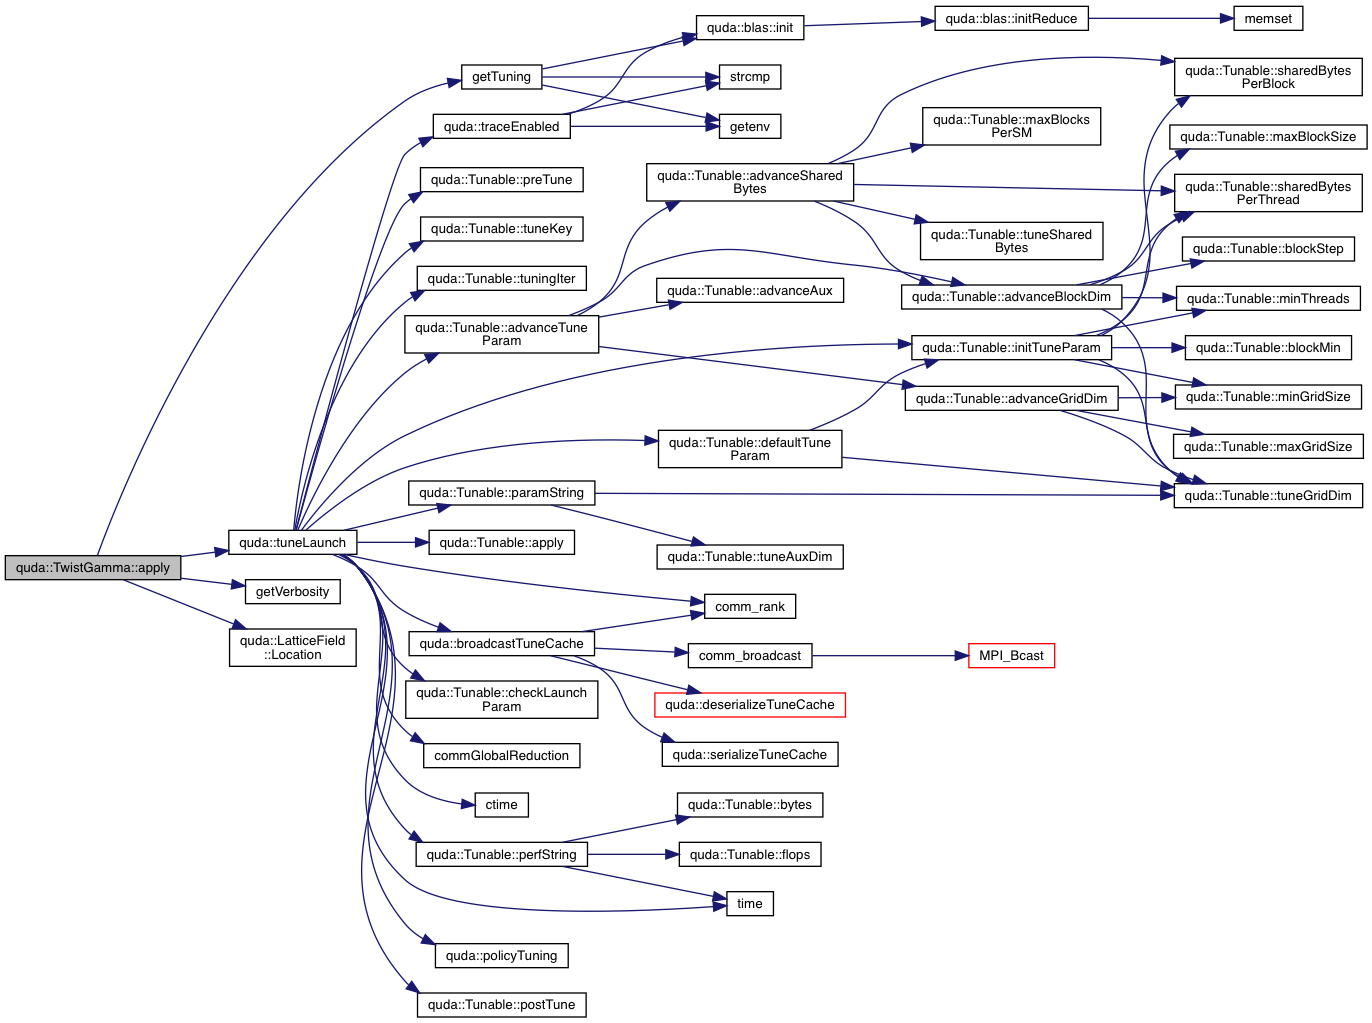 quda::TwistGamma::apply
getTuning
quda::blas::init
quda::blas::initReduce
memset
strcmp
getenv
quda::tuneLaunch
quda::traceEnabled
quda::Tunable::preTune
quda::Tunable::tuneKey
quda::Tunable::tuningIter
quda::Tunable::advanceTune
Param
quda::Tunable::advanceShared
Bytes
quda::Tunable::advanceAux
quda::Tunable::maxBlocks
PerSM
quda::Tunable::tuneShared
Bytes
quda::Tunable::advanceBlockDim
quda::Tunable::initTuneParam
quda::Tunable::advanceGridDim
quda::Tunable::sharedBytes
PerBlock
quda::Tunable::maxBlockSize
quda::Tunable::sharedBytes
PerThread
quda::Tunable::blockStep
quda::Tunable::minThreads
quda::Tunable::blockMin
quda::Tunable::minGridSize
quda::Tunable::maxGridSize
quda::Tunable::tuneGridDim
quda::Tunable::defaultTune
Param
quda::Tunable::paramString
quda::Tunable::apply
quda::Tunable::tuneAuxDim
comm_rank
quda::broadcastTuneCache
comm_broadcast
MPI_Bcast
quda::deserializeTuneCache
quda::serializeTuneCache
quda::Tunable::checkLaunch
Param
commGlobalReduction
ctime
quda::Tunable::perfString
quda::Tunable::bytes
quda::Tunable::flops
time
quda::policyTuning
quda::Tunable::postTune
getVerbosity
quda::LatticeField
::Location